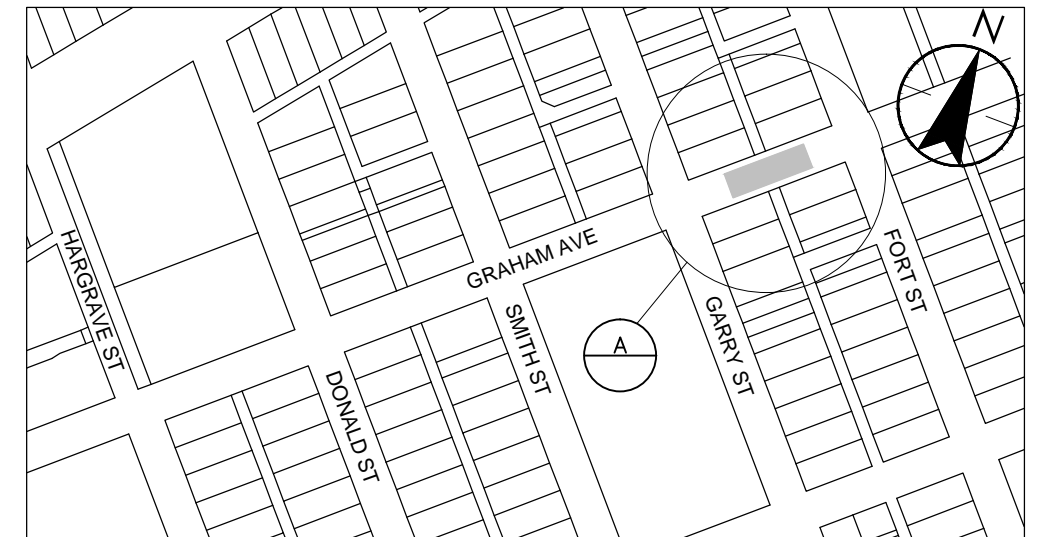 N
HARGRAVE ST
GRAHAM AVE
FORT ST
SMITH ST
GARRY ST
A
DONALD ST